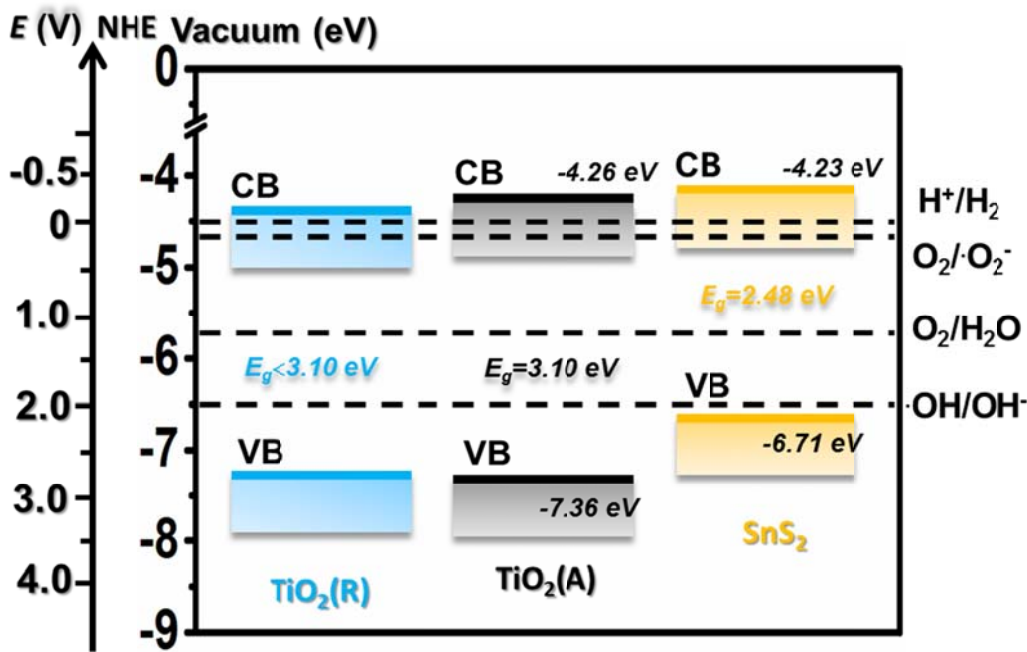 E (V) NHE Vacuum (eV)
0
-4
-5
-6
-7
-8
-9
-0.5
0
1.0
2.0
3.0
4.0
CB
CB
-4.26 eV
CB
-4.23 eV
H⁺/H₂
O₂/·O₂⁻
E_g=2.48 eV
O₂/H₂O
E_g<3.10 eV
E_g=3.10 eV
VB
·OH/OH⁻
VB
VB
-6.71 eV
-7.36 eV
SnS₂
TiO₂(R)
TiO₂(A)